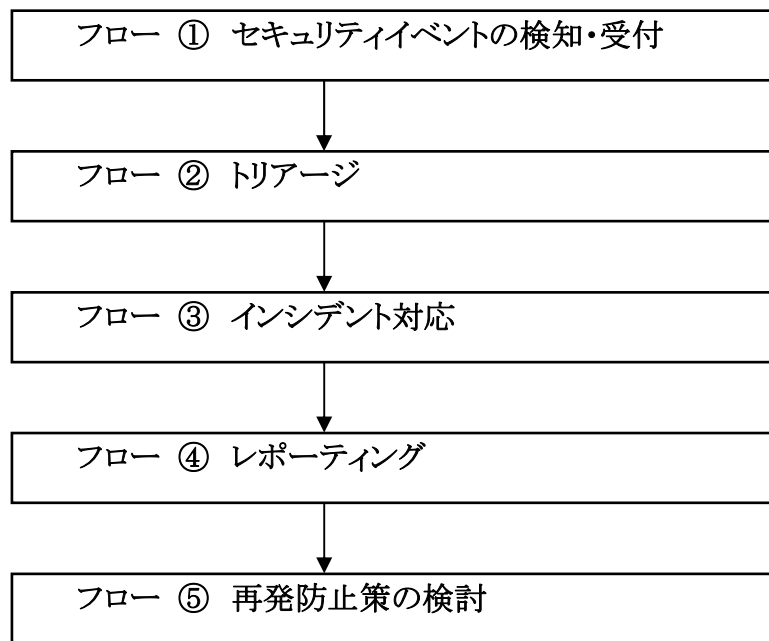 フロー ① セキュリティイベントの検知・受付
フロー ② トリアージ
フロー ③ インシデント対応
フロー ④ レポーティング
フロー ⑤ 再発防止策の検討